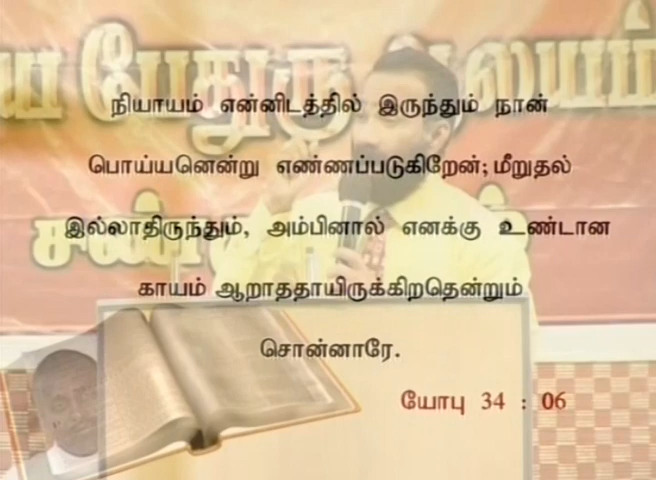 நியாயம் என்னிடத்தில் இருந்தும் நான்
பொய்யனென்று எண்ணப்படுகிறேன்; மீறுதல்
இல்லாதிருந்தும், அம்பினால் எனக்கு உண்டான
காயம் ஆறாததாயிருக்கிறதென்றும்
சொன்னாரே.
யோபு 34 : 06